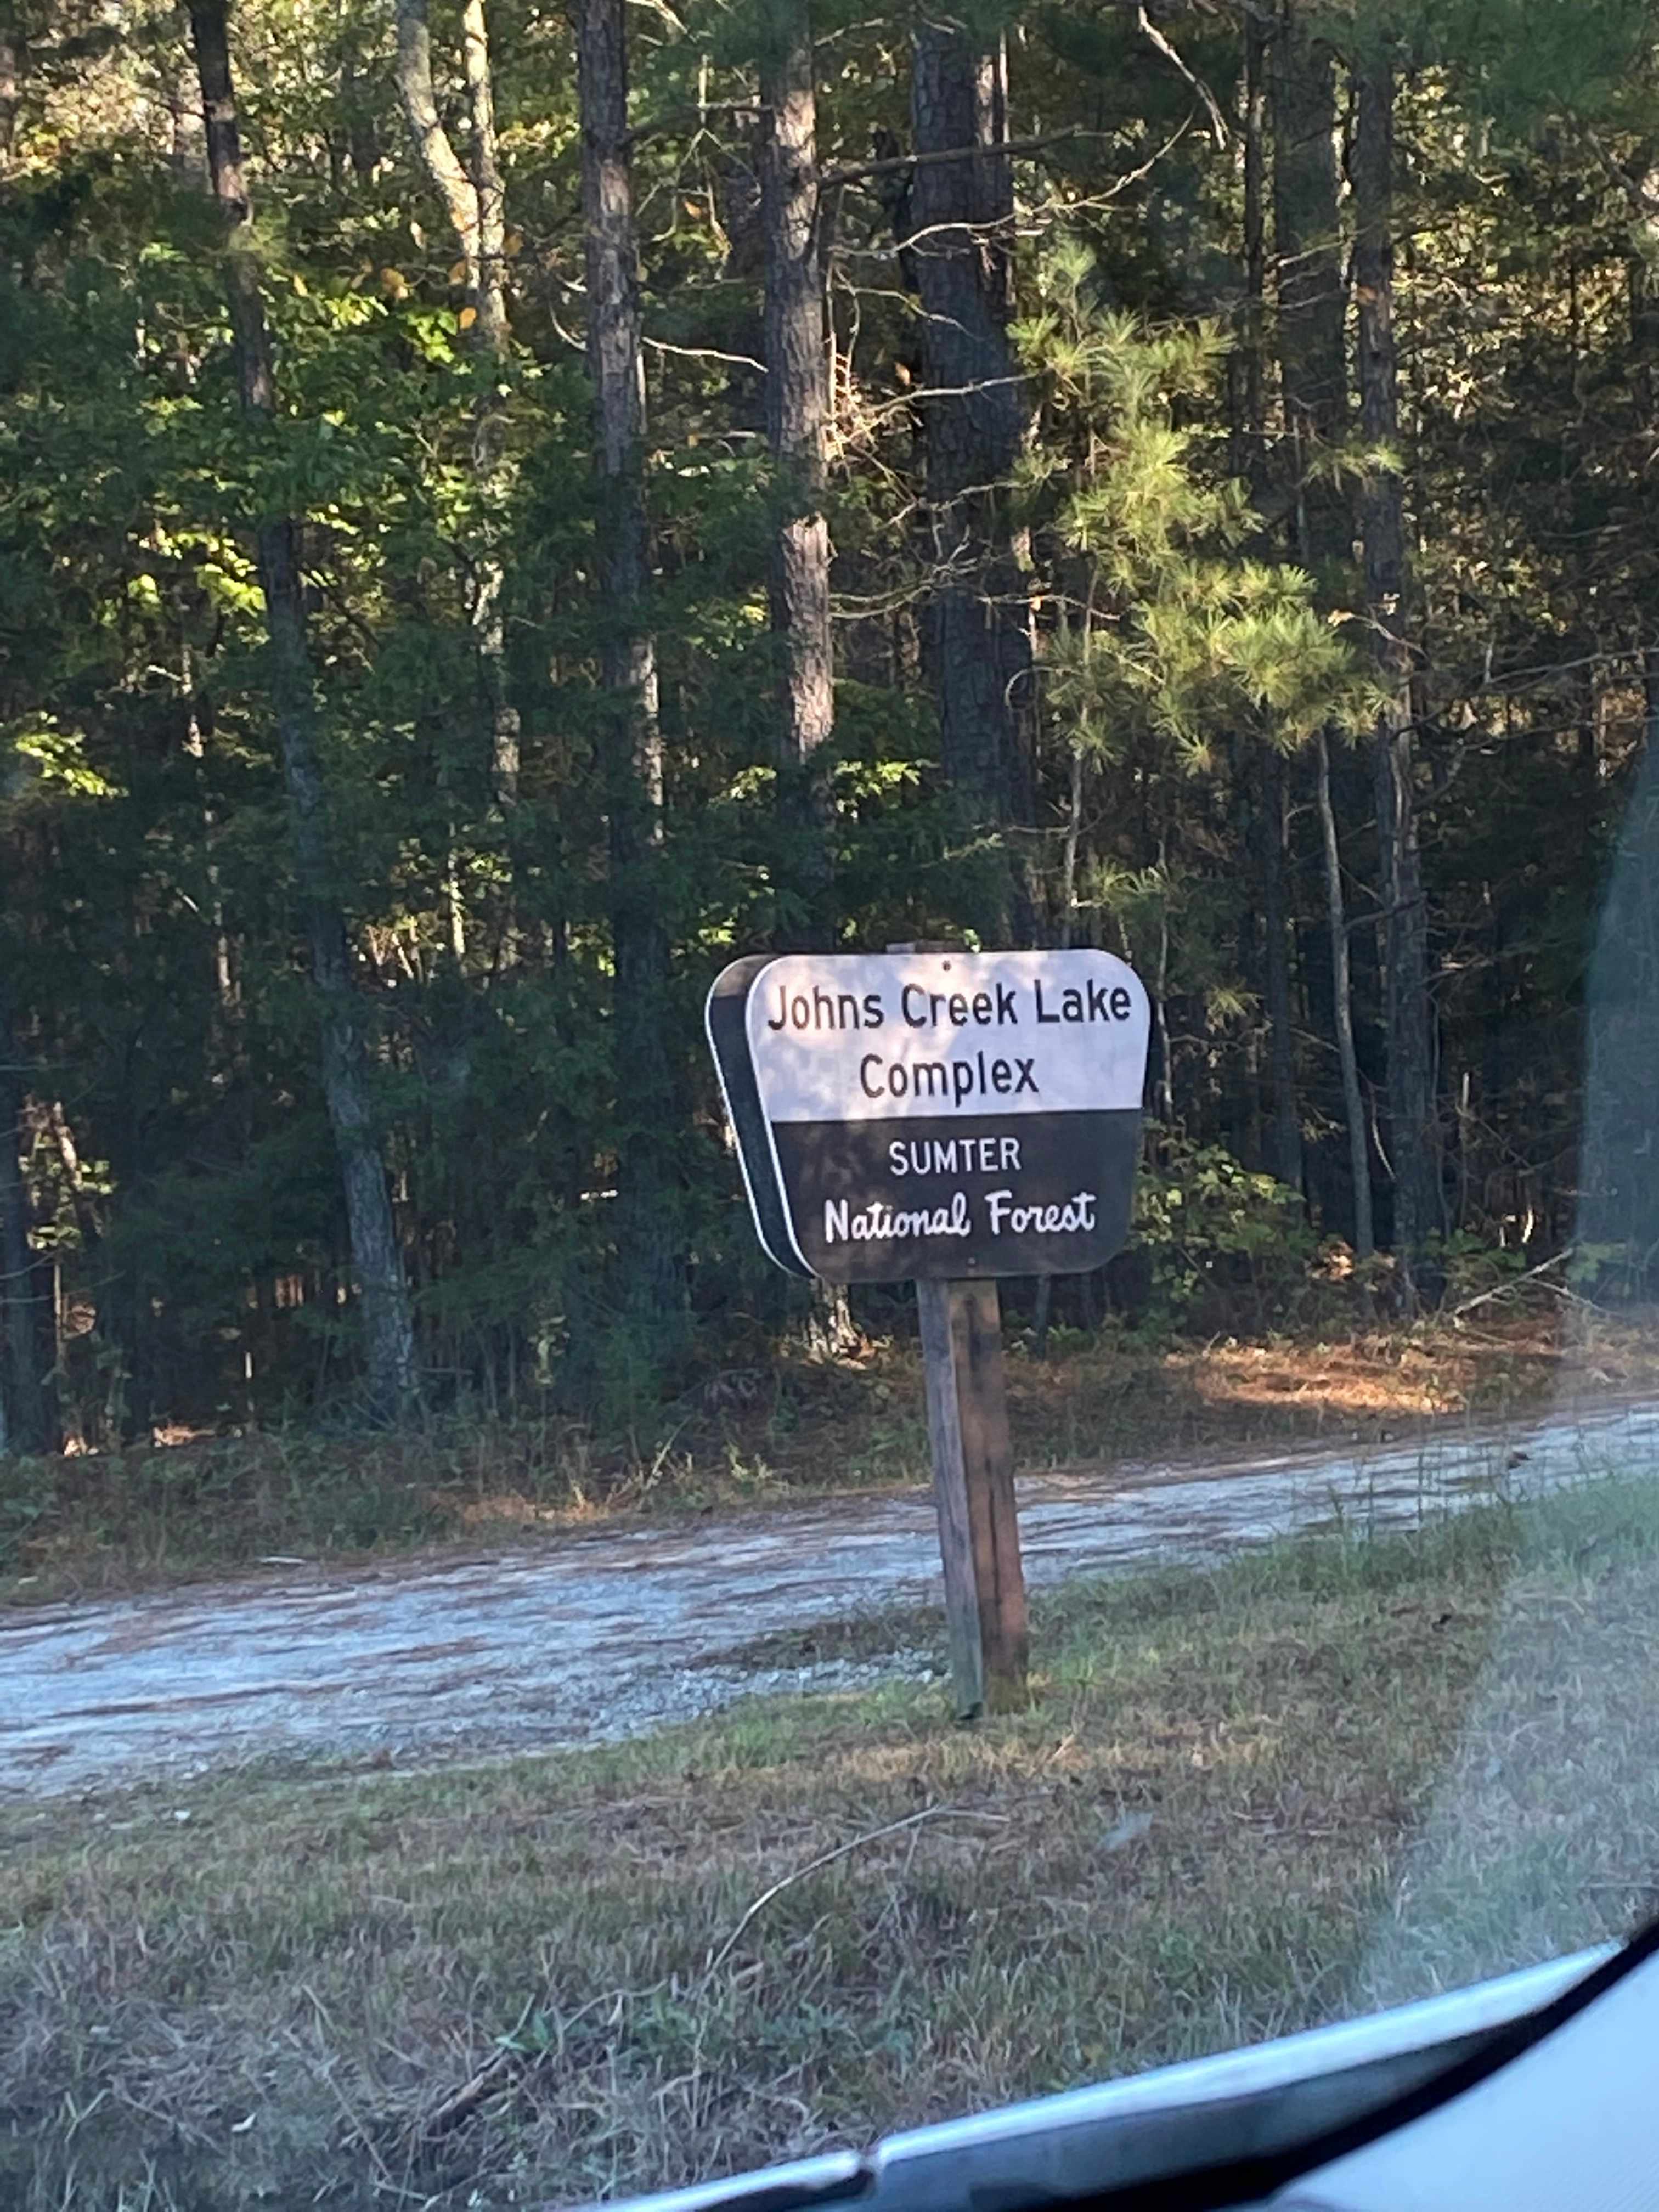 Johns Creek Lake
Complex
SUMTER
National Forest